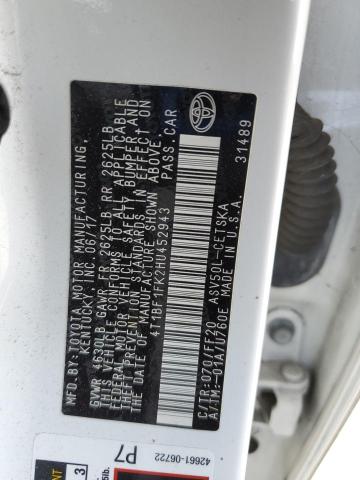 MFD.BY:TOYOTA MOTOR MANUFACTURING,
KENTUCKY, INC. 06/17
GVWR 4630LB GAWR FR 2625LB RR 2625LB
THIS VEHICLE CONFORMS TO ALL APPLICABLE
FEDERAL MOTOR VEHICLE SAFETY, BUMPER, AND
THEFT PREVENTION STANDARDS IN EFFECT ON
THE DATE OF MANUFACTURE SHOWN ABOVE.
4T1BF1FK2HU452943
PASS.CAR
C/TR:070/FF20 ASV50L-CETSKA
A/TM:-01A/U760E MADE IN U.S.A.
31489
42661-06722
P7
3